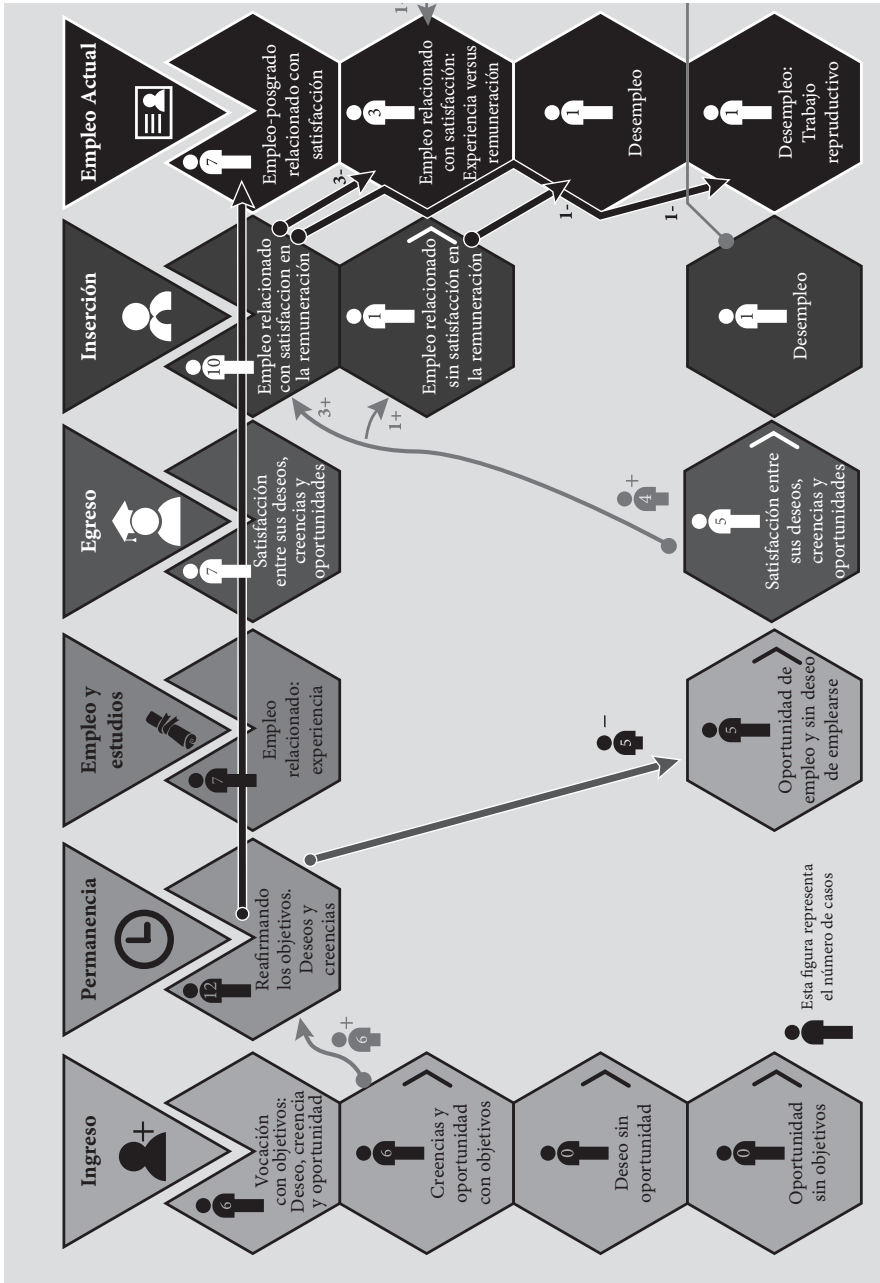 Ingreso
6
Vocación
con objetivos:
Deseo, creencia
y oportunidad
6
Creencias y
oportunidad
con objetivos
0
Deseo sin
oportunidad
0
Oportunidad
sin objetivos
6
+
Permanencia
12
Reafirmando
los objetivos.
Deseos y
creencias
Esta figura representa
el número de casos
Empleo y
estudios
7
Empleo
relacionado:
experiencia
5
–
5
Oportunidad de
empleo y sin deseo
de emplearse
Egreso
7
Satisfacción
entre sus deseos,
creencias y
oportunidades
4
+
5
Satisfacción entre
sus deseos,
creencias y
oportunidades
3+
1+
Inserción
10
Empleo relacionado
con satisfaccion en
la remuneración
1
Empleo relacionado
sin satisfacción en
la remuneración
1
Desempleo
3-
1-
1-
1-
Empleo Actual
7
Empleo-posgrado
relacionado con
satisfacción
3
Empleo relacionado
con satisfacción:
Experiencia versus
remuneración
1
Desempleo
1
Desempleo:
Trabajo
reproductivo